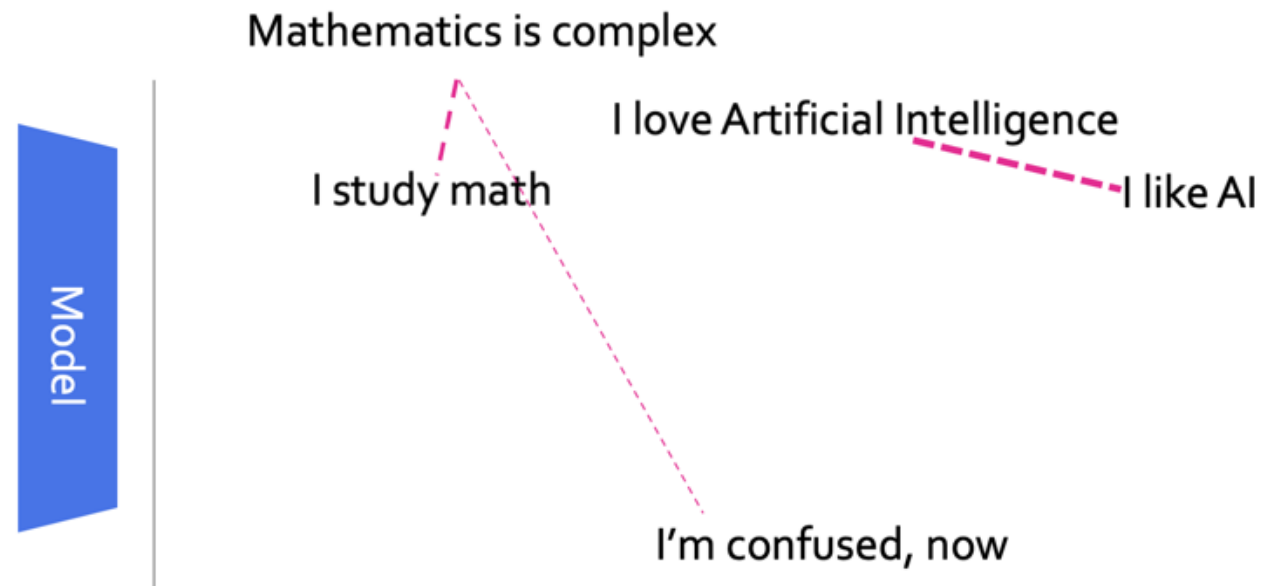 Mathematics is complex
I love Artificial Intelligence
I study math
I like AI
Model
I'm confused, now